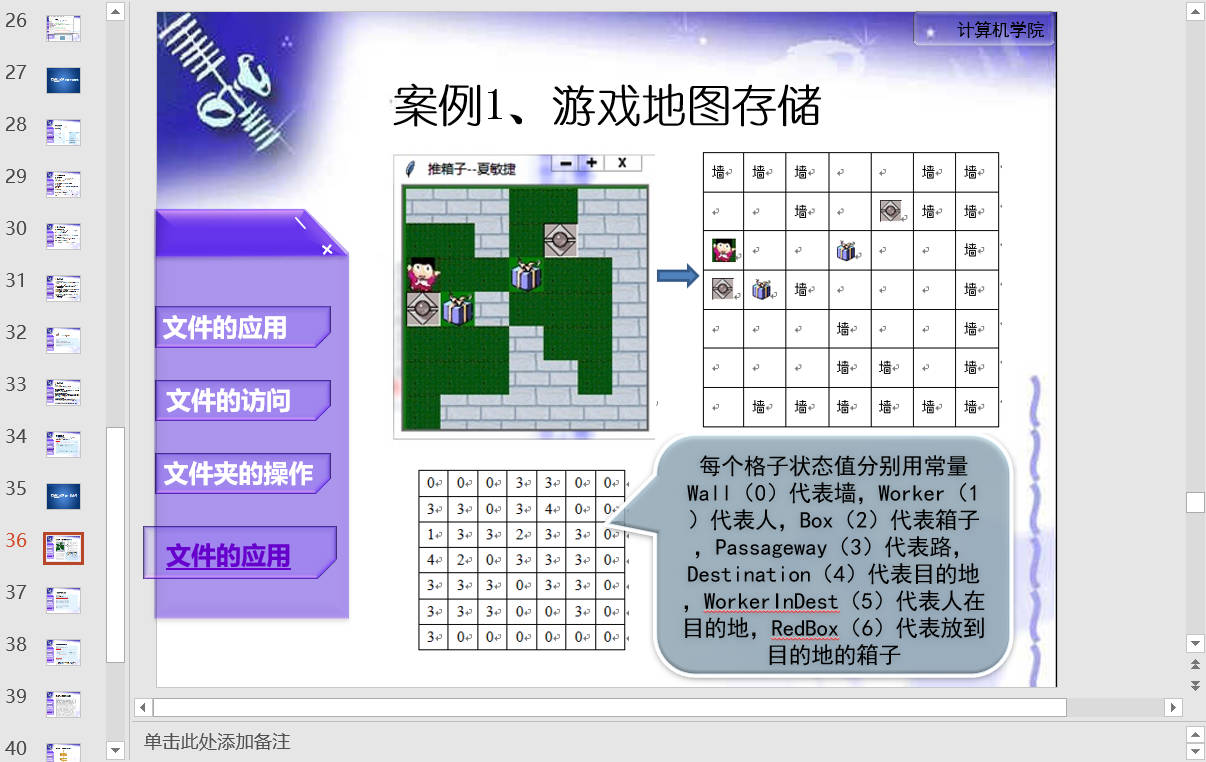 26
27
28
29
30
31
32
33
34
35
36
37
38
39
40
计算机学院
案例1、游戏地图存储
文件的应用
文件的访问
文件夹的操作
文件的应用
推箱子--夏敏捷
墙 墙 墙 墙 墙
墙 墙 墙
墙
墙 墙
墙 墙
墙 墙 墙
墙 墙 墙 墙 墙 墙
0 0 0 3 3 0 0
3 3 0 3 4 0 0
1 3 3 2 3 3 0
4 2 0 3 3 3 0
3 3 3 0 3 3 0
3 3 3 0 0 3 0
3 0 0 0 0 0 0
每个格子状态值分别用常量
Wall（0）代表墙，Worker（1
）代表人，Box（2）代表箱子
，Passageway（3）代表路，
Destination（4）代表目的地
，WorkerInDest（5）代表人在
目的地，RedBox（6）代表放到
目的地的箱子
单击此处添加备注